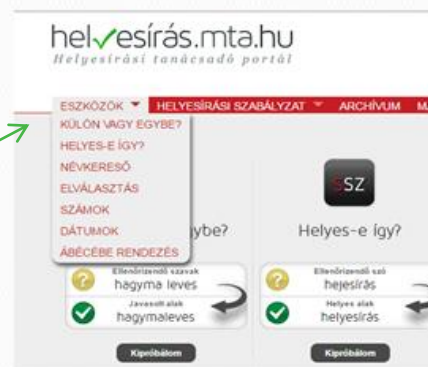 helyesírás.mta.hu
Helyesírási tanácsadó portál
ESZKÖZÖK HELYESÍRÁSI SZABÁLYZAT ARCHÍVUM
KÜLÖN VAGY EGYBE?
HELYES-E ÍGY?
NÉVKERESŐ
ELVÁLASZTÁS
SZÁMOK
DÁTUMOK
ÁBÉCÉBE RENDEZÉS
SSZ
ybe? Helyes-e így?
Ellenőrizendő szavak
hagyma leves
Javasolt alak
hagymaleves
Kipróbálom
Ellenőrizendő szó
hejesírás
Helyes alak
helyesírás
Kipróbálom